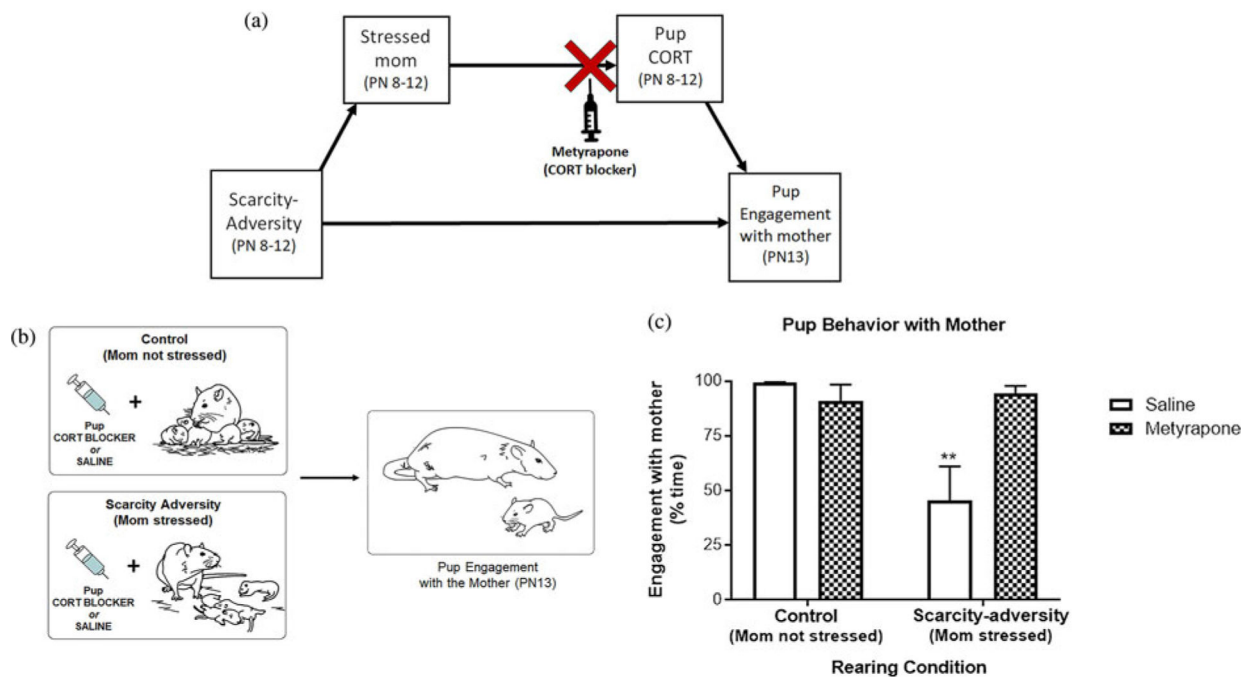 (a)
Stressed
mom
(PN 8-12)
Pup
CORT
(PN 8-12)
Metyrapone
(CORT blocker)
Scarcity-
Adversity
(PN 8-12)
Pup
Engagement
with mother
(PN13)
(b)
Control
(Mom not stressed)
+
Pup
CORT BLOCKER
or
SALINE
Scarcity Adversity
(Mom stressed)
+
Pup
CORT BLOCKER
or
SALINE
Pup Engagement
with the Mother (PN13)
(c)
Pup Behavior with Mother
Engagement with mother
(% time)
100
75
50
25
0
**
Control
(Mom not stressed)
Scarcity-adversity
(Mom stressed)
Rearing Condition
Saline
Metyrapone